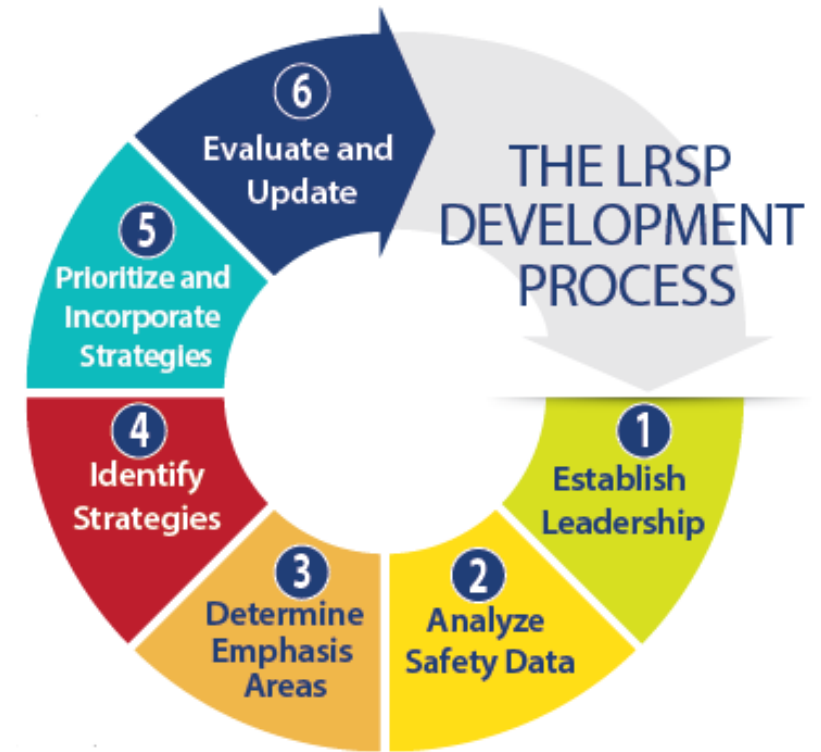 THE LRSP
DEVELOPMENT
PROCESS
1
Establish
Leadership
2
Analyze
Safety Data
3
Determine
Emphasis
Areas
4
Identify
Strategies
5
Prioritize and
Incorporate
Strategies
6
Evaluate and
Update